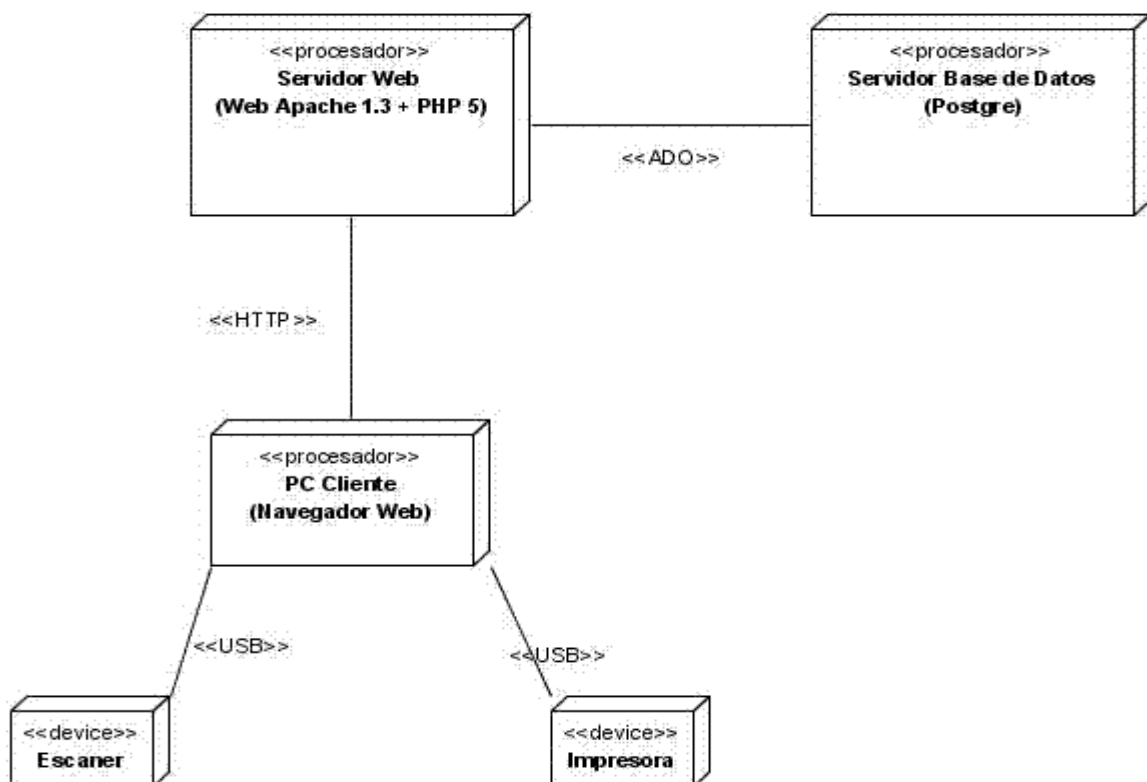 <<procesador>>
Servidor Web
(Web Apache 1.3 + PHP 5)
<<procesador>>
Servidor Base de Datos
(Postgre)
<<ADO>>
<<HTTP>>
<<procesador>>
PC Cliente
(Navegador Web)
<<USB>>
<<USB>>
<<device>>
Escaner
<<device>>
Impresora